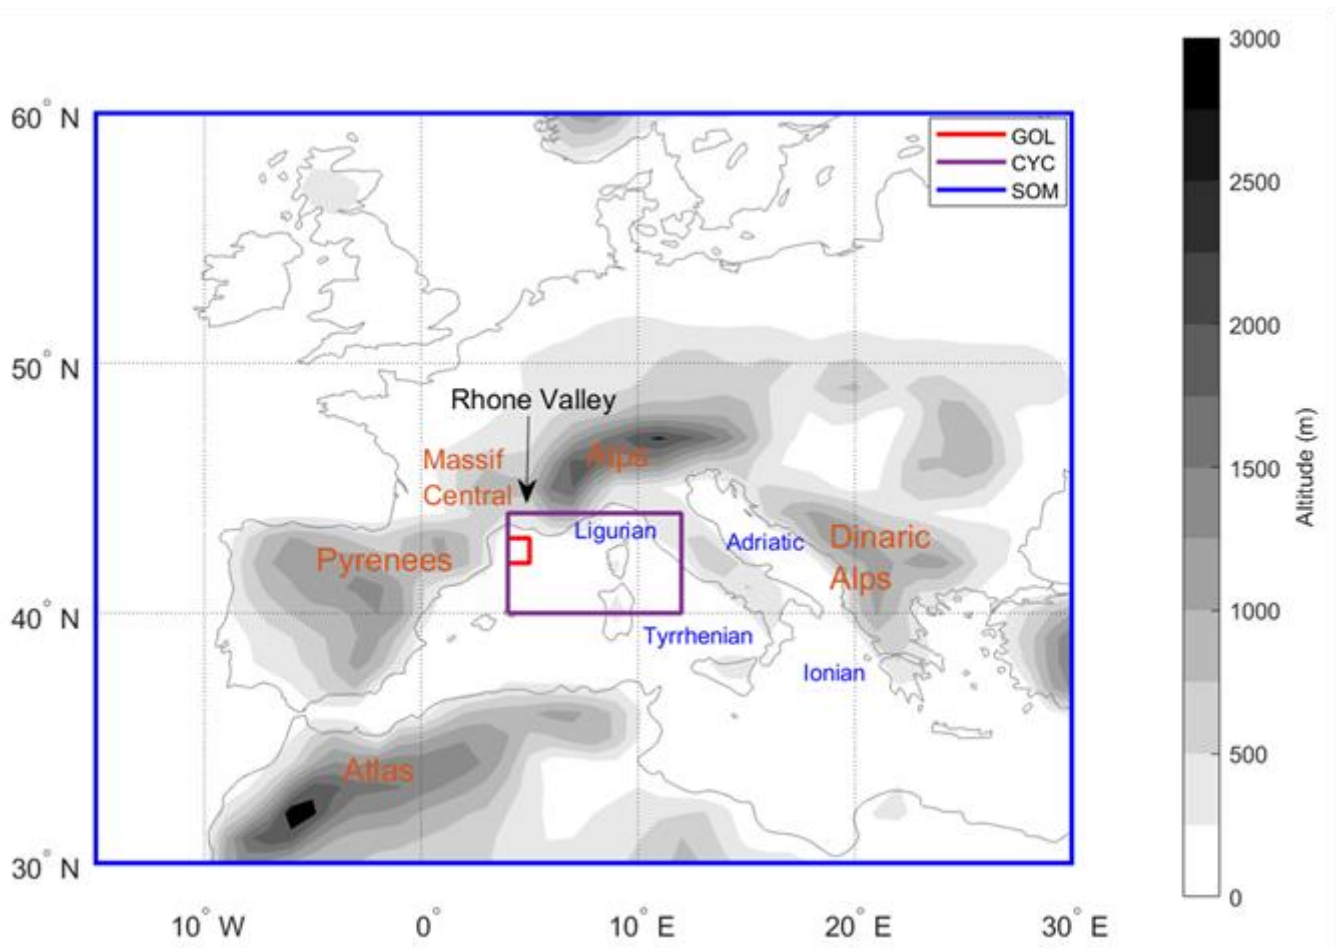 3000
60° N
GOL
CYC
SOM
2500
2000
50° N
Rhone Valley
Alps
Massif
Central
1500
Altitude (m)
Ligurian
Adriatic
Dinaric
Alps
Pyrenees
40° N
1000
Tyrrhenian
Ionian
500
Atlas
30° N
0
10° W
0°
10° E
20° E
30° E